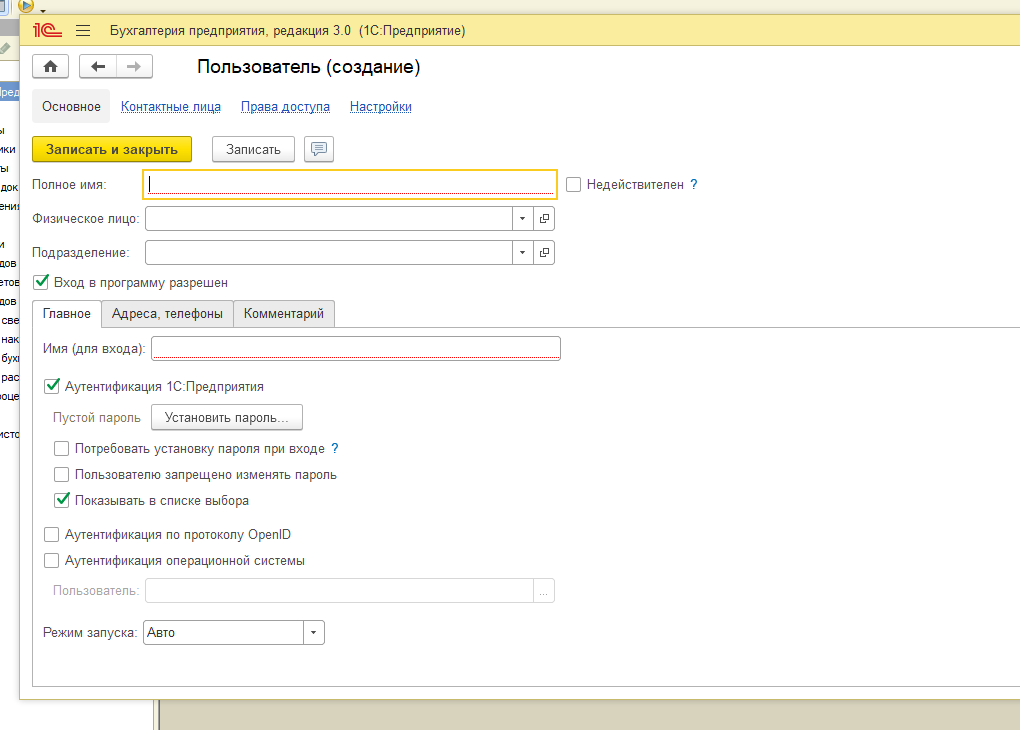 1С Бухгалтерия предприятия, редакция 3.0 (1С:Предприятие)
Пользователь (создание)
Основное Контактные лица Права доступа Настройки
Записать и закрыть Записать
Полное имя: Недействителен ?
Физическое лицо:
Подразделение:
Вход в программу разрешен
Главное Адреса, телефоны Комментарий
Имя (для входа):
Аутентификация 1С:Предприятия
Пустой пароль Установить пароль...
Потребовать установку пароля при входе ?
Пользователю запрещено изменять пароль
Показывать в списке выбора
Аутентификация по протоколу OpenID
Аутентификация операционной системы
Пользователь: ...
Режим запуска: Авто